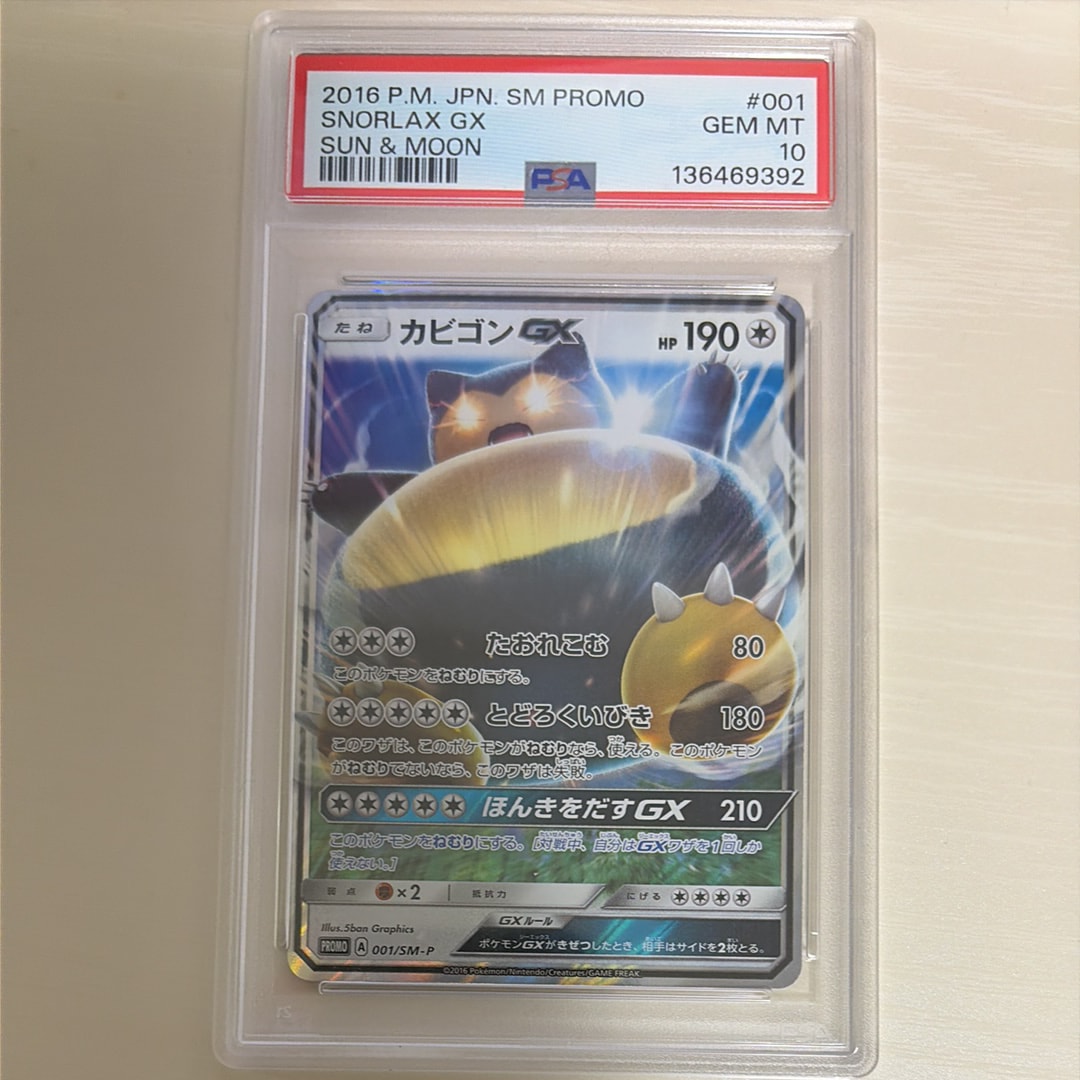 2016 P.M. JPN. SM PROMO #001
SNORLAX GX GEM MT
SUN & MOON 10
PSA 136469392
たね カビゴンGX HP 190
たおれこむ 80
このポケモンをねむりにする。
とどろくいびき 180
このワザは、このポケモンがねむりなら、使える。このポケモン
がねむりでないなら、このワザは失敗。
ほんきをだすGX 210
このポケモンをねむりにする。[対戦中、自分はGXワザを1回しか
使えない。]
弱点 ×2 抵抗力 にげる
Illus.5ban Graphics GXルール
PROMO A 001/SM-P ポケモンGXがきぜつしたとき、相手はサイドを2枚とる。
©2016 Pokémon/Nintendo/Creatures/GAME FREAK